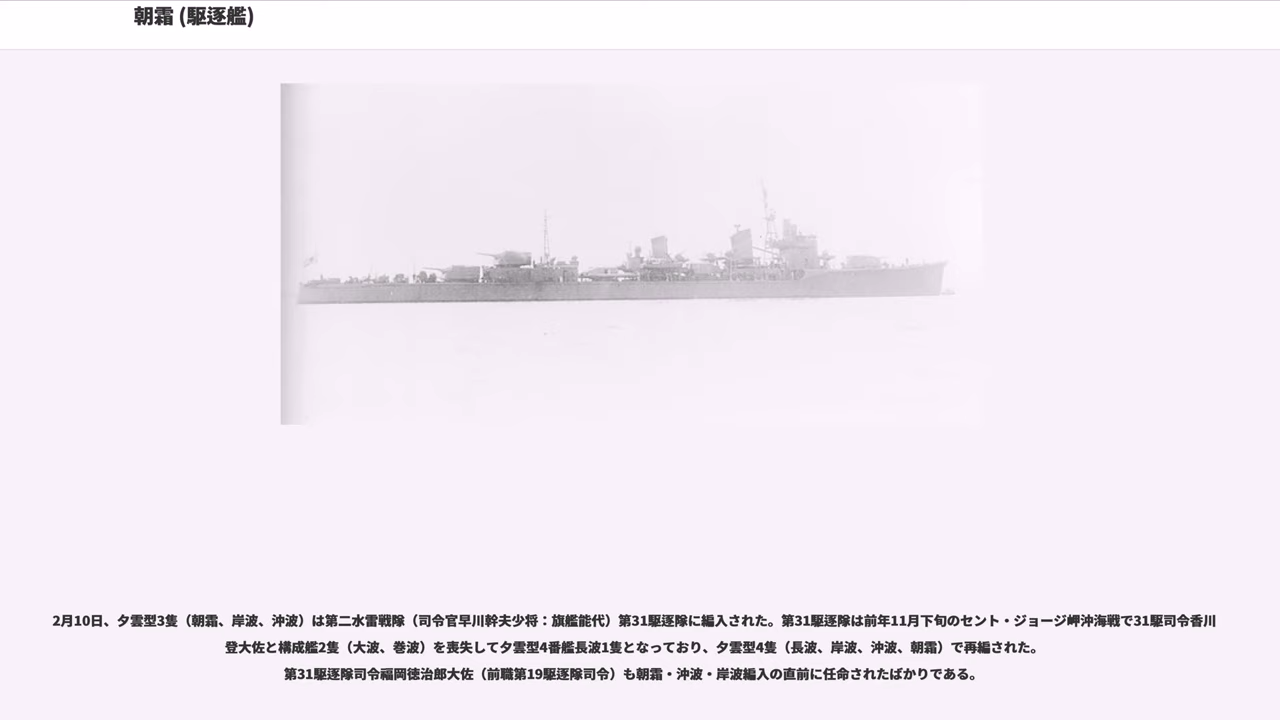 朝霜 (駆逐艦)
2月10日、夕雲型3隻（朝霜、岸波、沖波）は第二水雷戦隊（司令官早川幹夫少将：旗艦能代）第31駆逐隊に編入された。第31駆逐隊は前年11月下旬のセント・ジョージ岬沖海戦で31駆司令香川
登大佐と構成艦2隻（大波、巻波）を喪失して夕雲型4番艦長波1隻となっており、夕雲型4隻（長波、岸波、沖波、朝霜）で再編された。
第31駆逐隊司令福岡徳治郎大佐（前職第19駆逐隊司令）も朝霜・沖波・岸波編入の直前に任命されたばかりである。